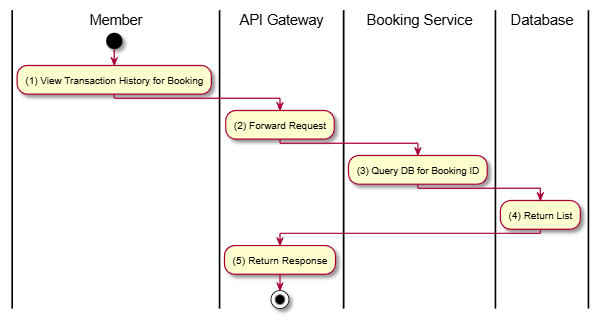 Member API Gateway Booking Service Database
(1) View Transaction History for Booking
(2) Forward Request
(3) Query DB for Booking ID
(4) Return List
(5) Return Response